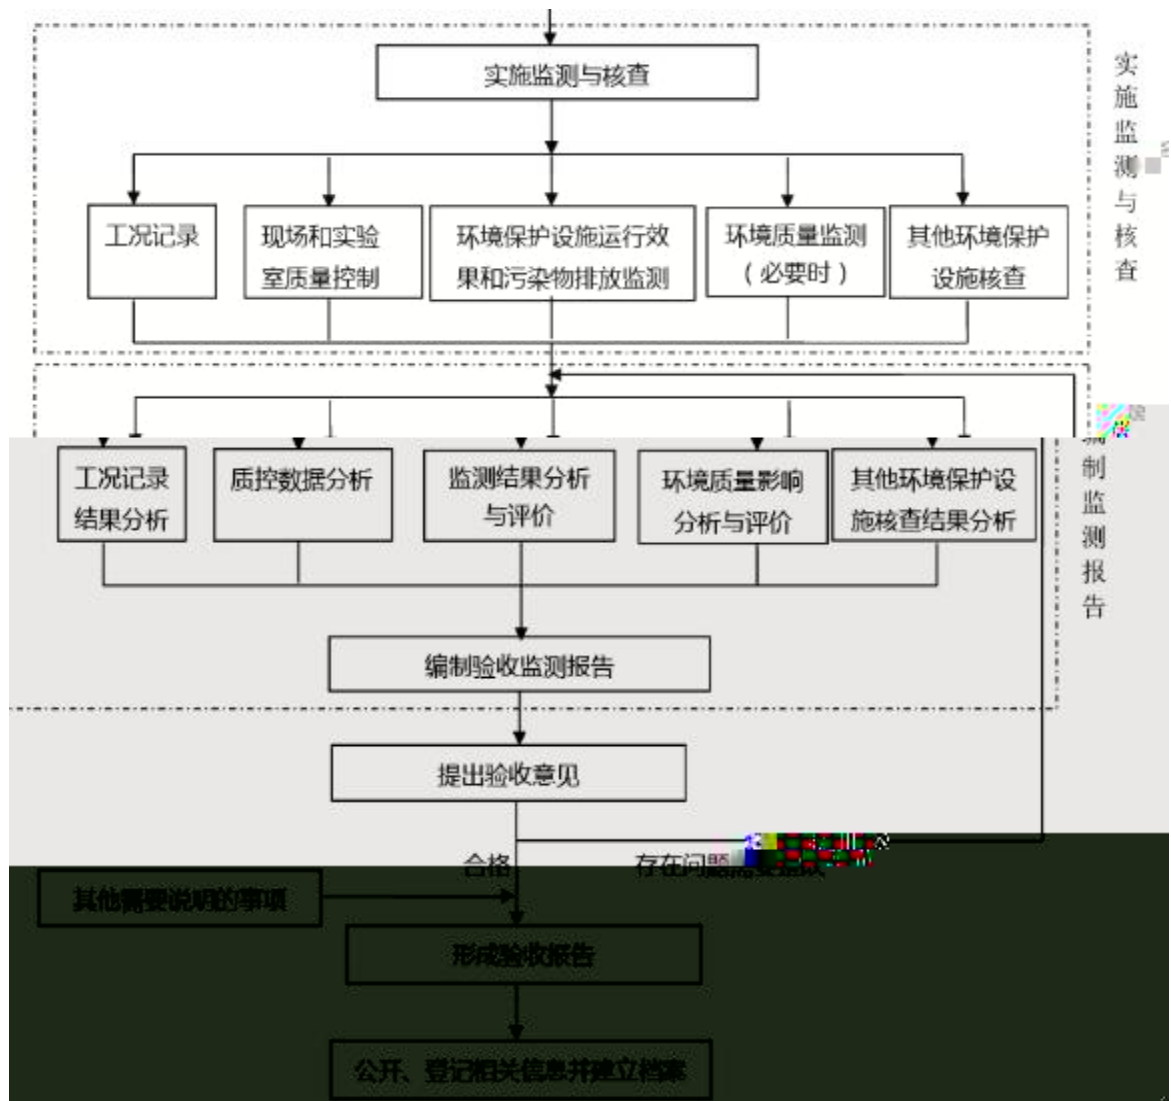 实施监测与核查
工况记录
现场和实验
室质量控制
环境保护设施运行效
果和污染物排放监测
环境质量监测
（必要时）
其他环境保护
设施核查
实施监测与核查
工况记录
结果分析
质控数据分析
监测结果分析
与评价
环境质量影响
分析与评价
其他环境保护设
施核查结果分析
制监测报告
编制验收监测报告
提出验收意见
合格
存在问题
其他需要说明的事项
形成验收报告
公开、登记相关信息并建立档案